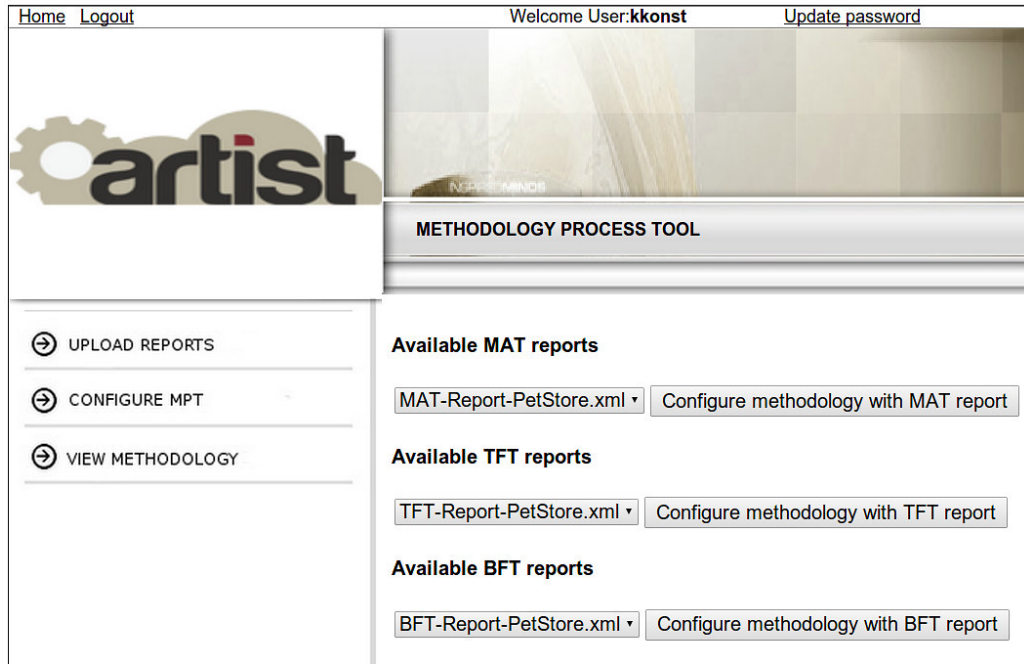 Home Logout Welcome User:kkonst Update password
artist
INSPIREDMINDS
METHODOLOGY PROCESS TOOL
UPLOAD REPORTS
CONFIGURE MPT
VIEW METHODOLOGY
Available MAT reports
MAT-Report-PetStore.xml Configure methodology with MAT report
Available TFT reports
TFT-Report-PetStore.xml Configure methodology with TFT report
Available BFT reports
BFT-Report-PetStore.xml Configure methodology with BFT report